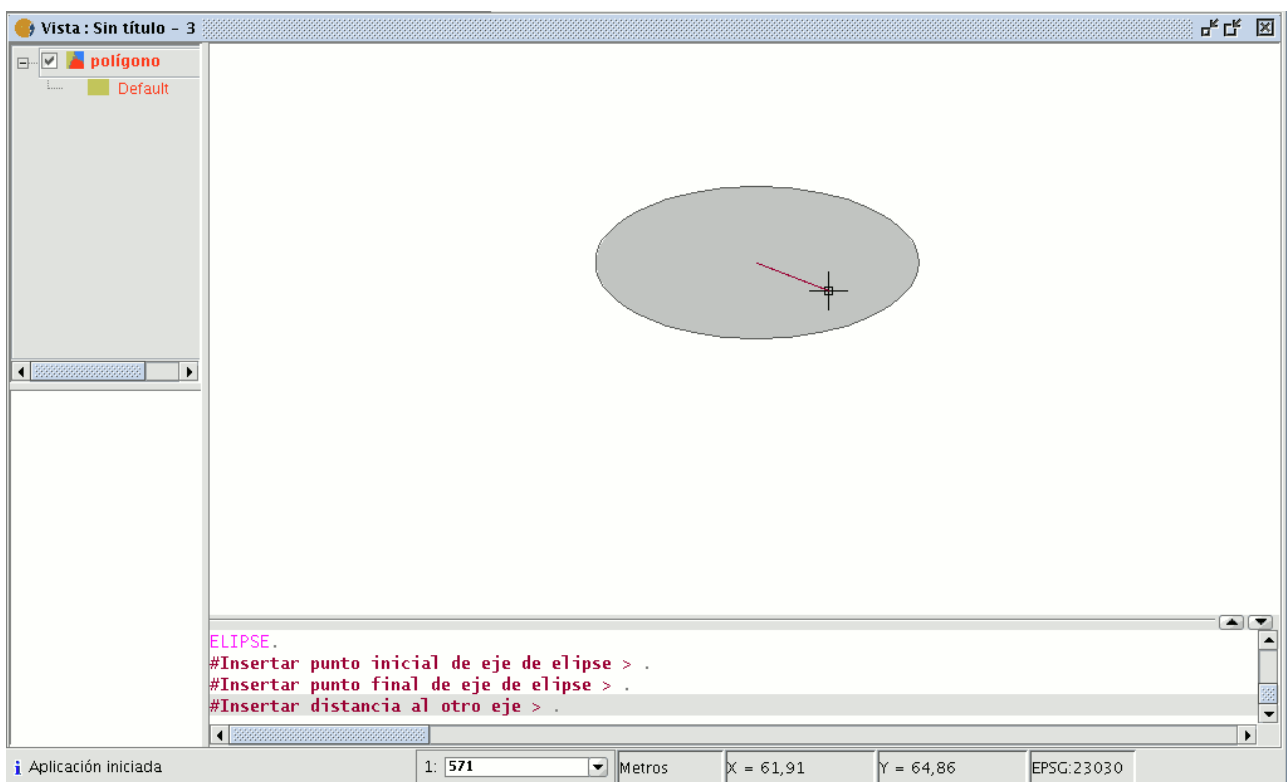 Vista : Sin título - 3
polígono
Default
ELIPSE.
#Insertar punto inicial de eje de elipse > .
#Insertar punto final de eje de elipse > .
#Insertar distancia al otro eje > .
Aplicación iniciada 1: 571 Metros X = 61,91 Y = 64,86 EPSG:23030